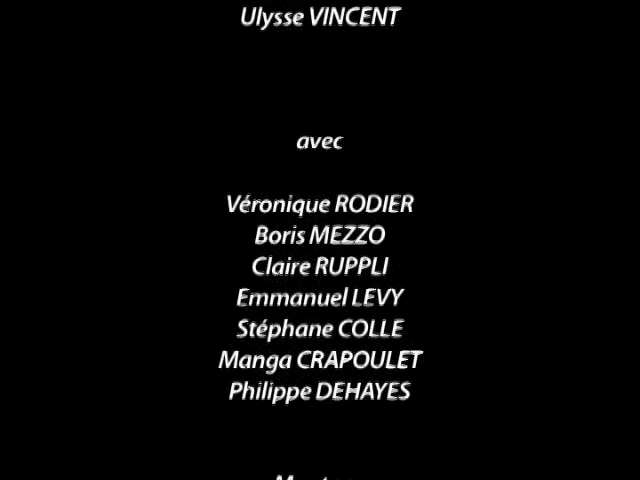 Ulysse VINCENT
avec
Véronique RODIER
Boris MEZZO
Claire RUPPLI
Emmanuel LEVY
Stéphane COLLE
Manga CRAPOULET
Philippe DEHAYES